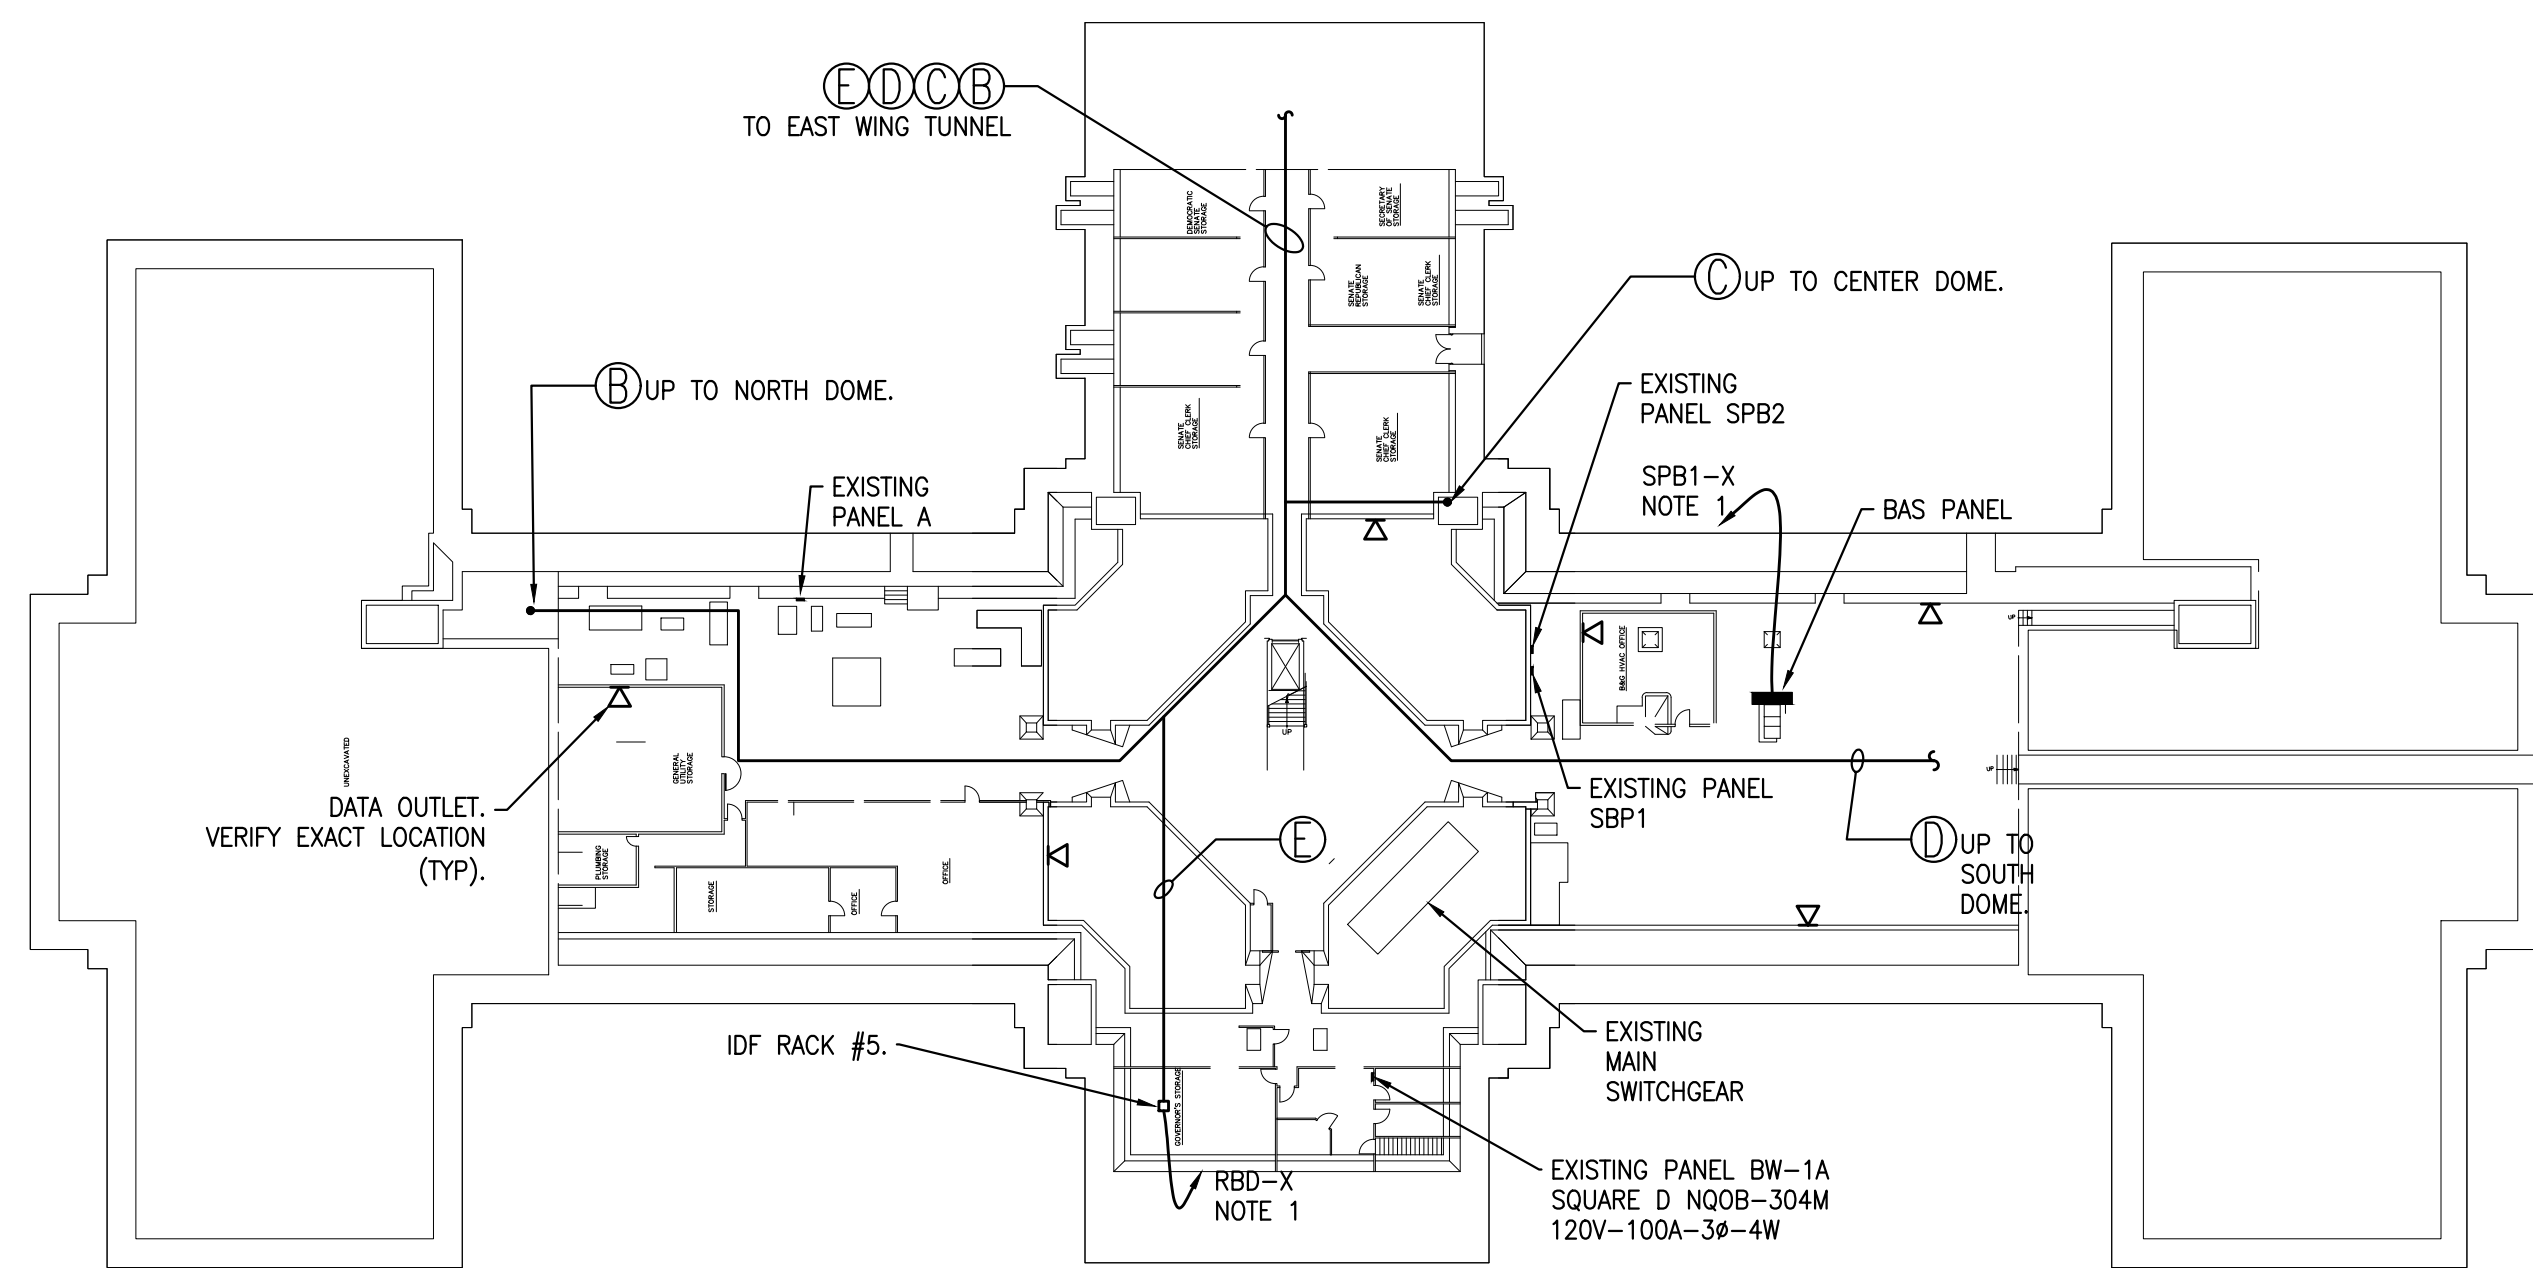 E D C B
TO EAST WING TUNNEL
DEMOCRATIC
SENATE
STORAGE
SECRETARY
OF SENATE
STORAGE
SENATE
REPUBLICAN
STORAGE
SENATE
CHIEF CLERK
STORAGE
C UP TO CENTER DOME.
B UP TO NORTH DOME.
EXISTING
PANEL SPB2
SENATE
CHIEF CLERK
STORAGE
SENATE
CHIEF CLERK
STORAGE
EXISTING
PANEL A
SPB1-X
NOTE 1
BAS PANEL
B&G HVAC OFFICE
UP
UP
UP
UNEXCAVATED
GENERAL
UTILITY
STORAGE
DATA OUTLET.
VERIFY EXACT LOCATION
(TYP).
EXISTING PANEL
SBP1
PLUMBING
STORAGE
STORAGE
OFFICE
OFFICE
E
D UP TO
SOUTH
DOME.
IDF RACK #5.
EXISTING
MAIN
SWITCHGEAR
GOVERNOR'S STORAGE
RBD-X
NOTE 1
EXISTING PANEL BW-1A
SQUARE D NQOB-304M
120V-100A-3ø-4W